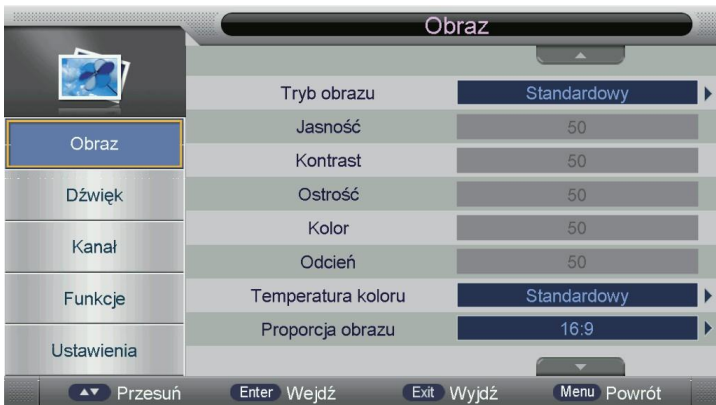 Obraz
Obraz
Dźwięk
Kanał
Funkcje
Ustawienia
Tryb obrazu Standardowy
Jasność 50
Kontrast 50
Ostrość 50
Kolor 50
Odcień 50
Temperatura koloru Standardowy
Proporcja obrazu 16:9
Przesuń Enter Wejdź Exit Wyjdź Menu Powrót